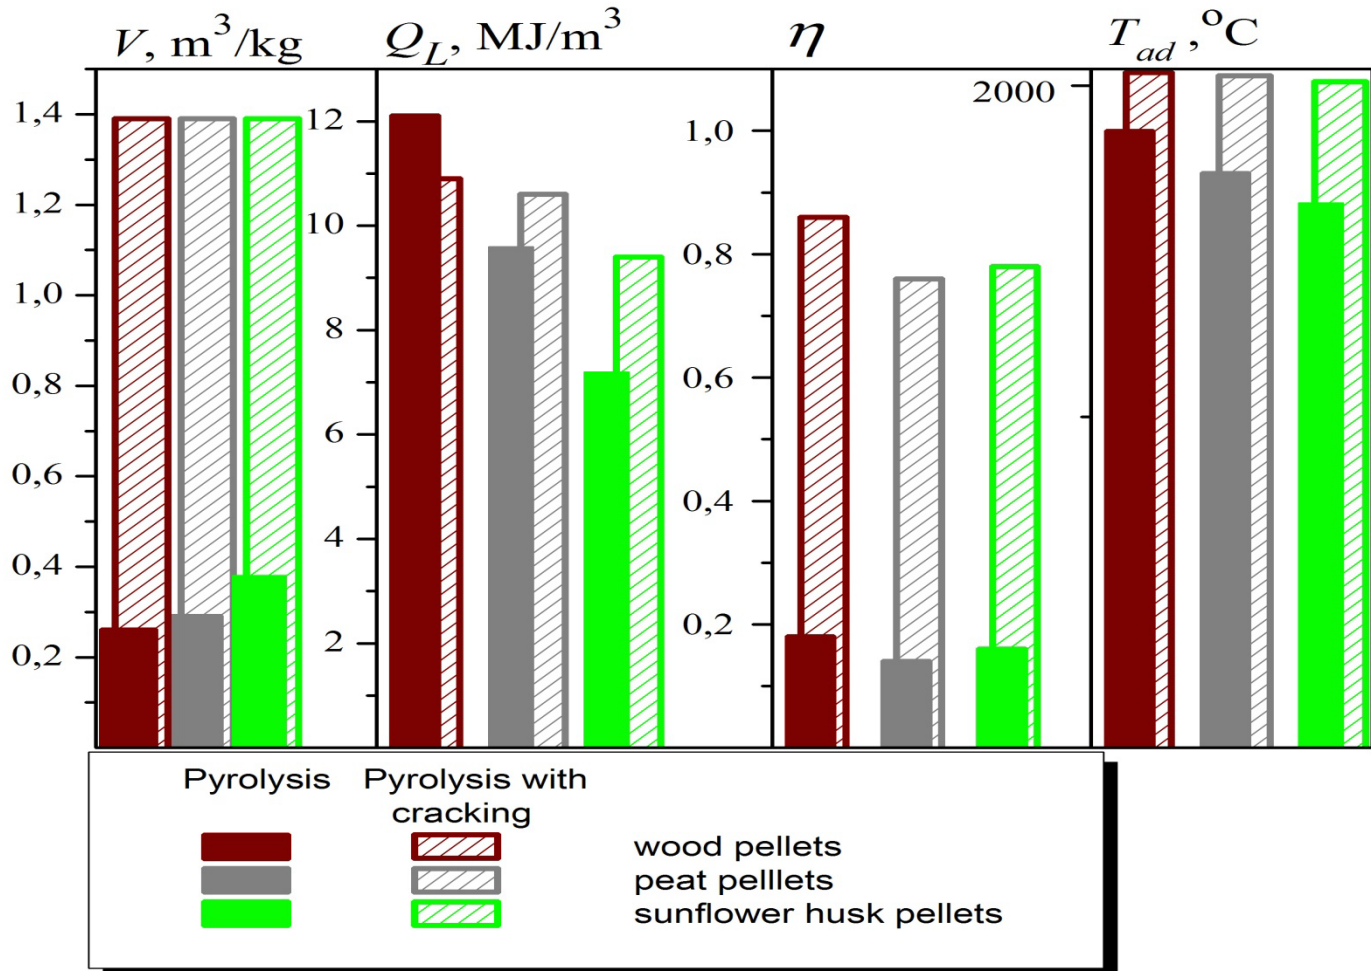 V, m³/kg
Q_L, MJ/m³
η
T_ad, °C
1,4
1,2
1,0
0,8
0,6
0,4
0,2
12
10
8
6
4
2
1,0
0,8
0,6
0,4
0,2
2000
Pyrolysis
Pyrolysis with
cracking
wood pellets
peat pelllets
sunflower husk pellets